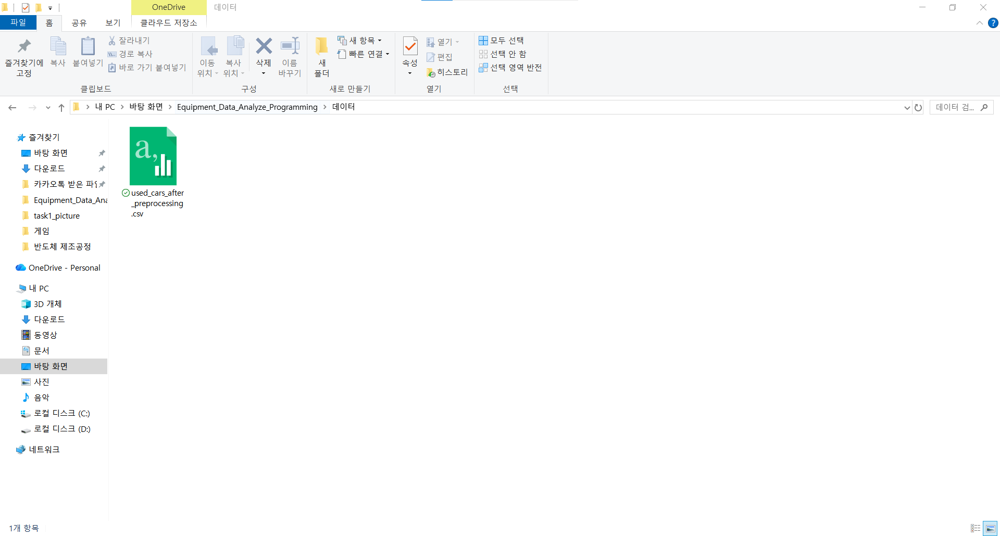 OneDrive
데이터
파일
홈
공유
보기
클라우드 저장소
즐겨찾기에
고정
복사
붙여넣기
잘라내기
경로 복사
바로 가기 붙여넣기
클립보드
이동
위치
복사
위치
삭제
이름
바꾸기
구성
새
폴더
새 항목
빠른 연결
새로 만들기
속성
열기
편집
히스토리
열기
모두 선택
선택 안 함
선택 영역 반전
선택
내 PC > 바탕 화면 > Equipment_Data_Analyze_Programming > 데이터
데이터 검...
즐겨찾기
바탕 화면
다운로드
카카오톡 받은 파일
Equipment_Data_Ana
task1_picture
게임
반도체 제조공정
OneDrive - Personal
내 PC
3D 개체
다운로드
동영상
문서
바탕 화면
사진
음악
로컬 디스크 (C:)
로컬 디스크 (D:)
네트워크
a,
used_cars_after
_preprocessing
.csv
1개 항목